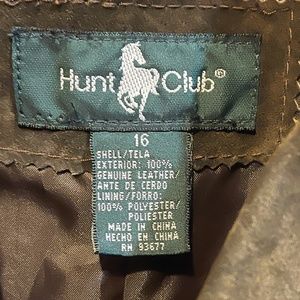 Hunt Club®
16
SHELL/TELA
EXTERIOR: 100%
GENUINE LEATHER/
ANTE DE CERDO
LINING/FORRO:
100% POLYESTER/
POLIESTER
MADE IN CHINA
HECHO EN CHINA
RN 93677